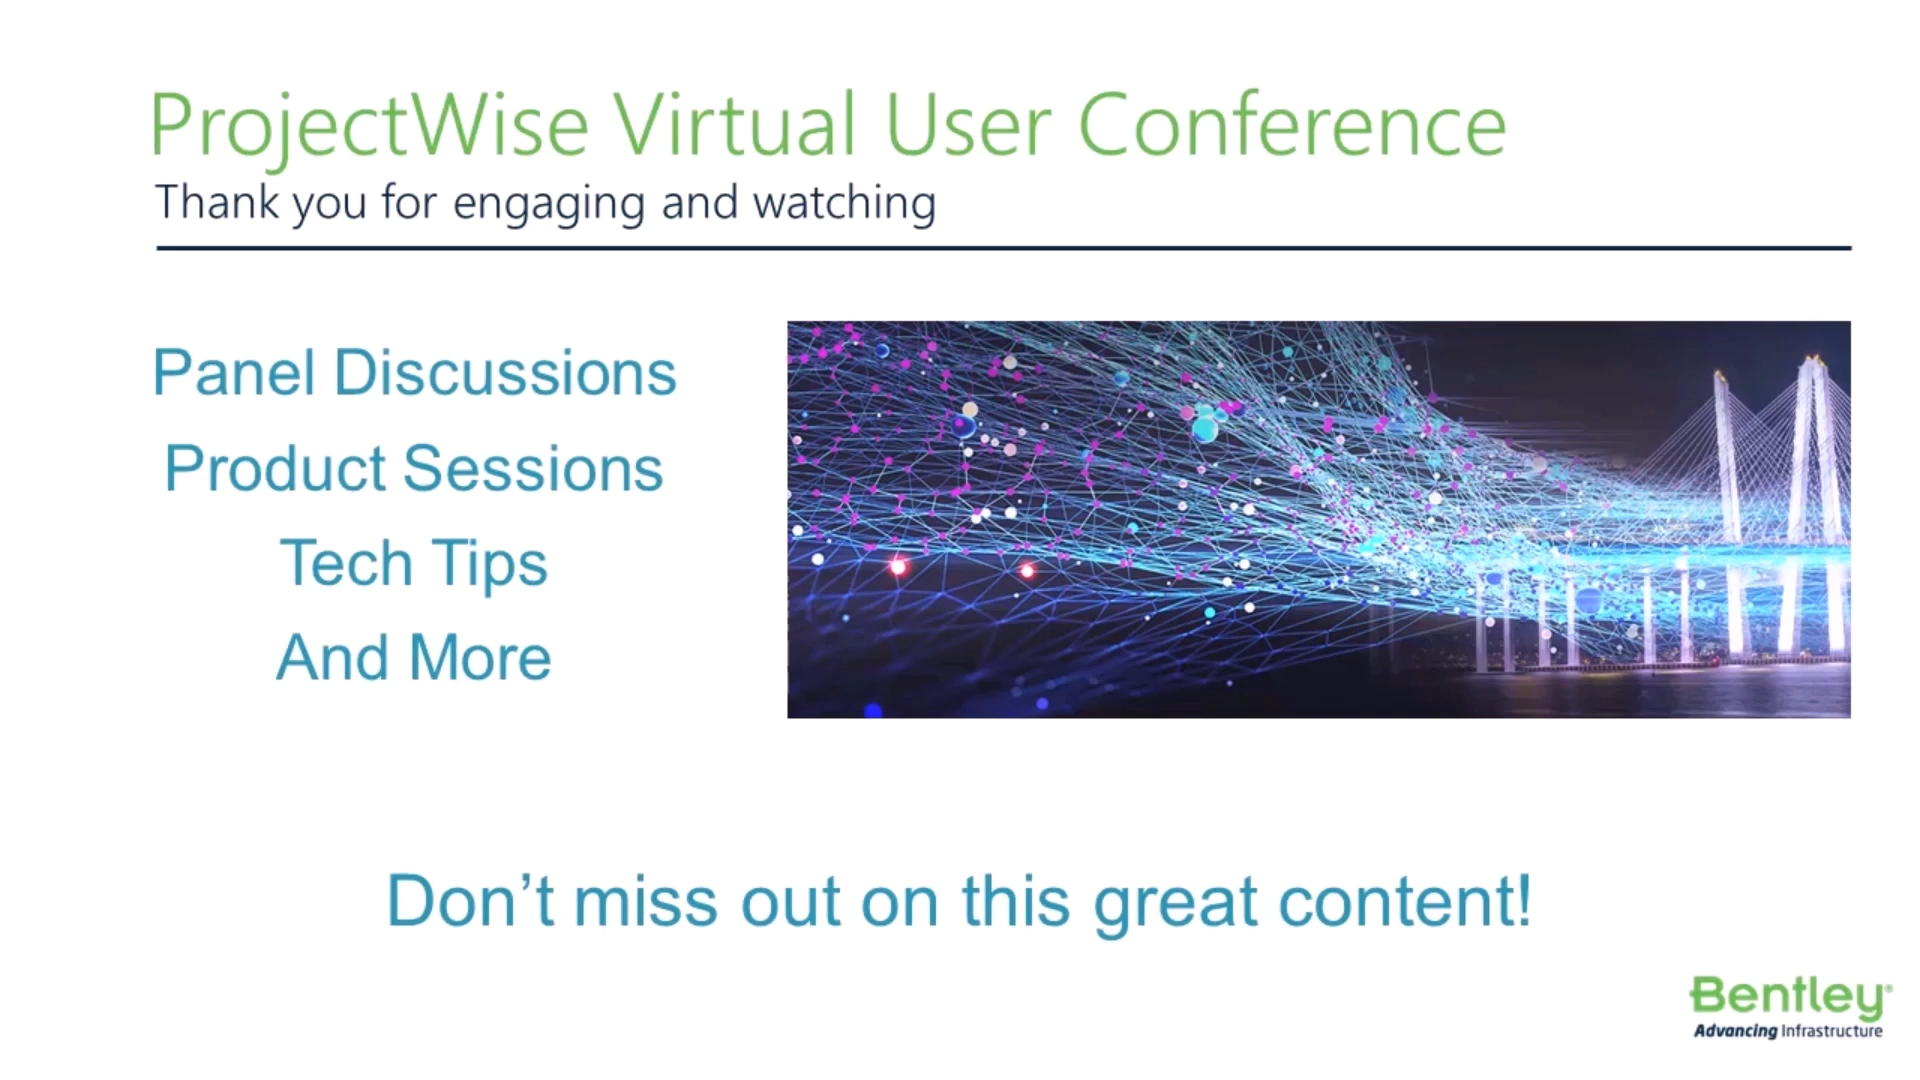 ProjectWise Virtual User Conference
Thank you for engaging and watching
Panel Discussions
Product Sessions
Tech Tips
And More
Don’t miss out on this great content!
Bentley®
Advancing Infrastructure